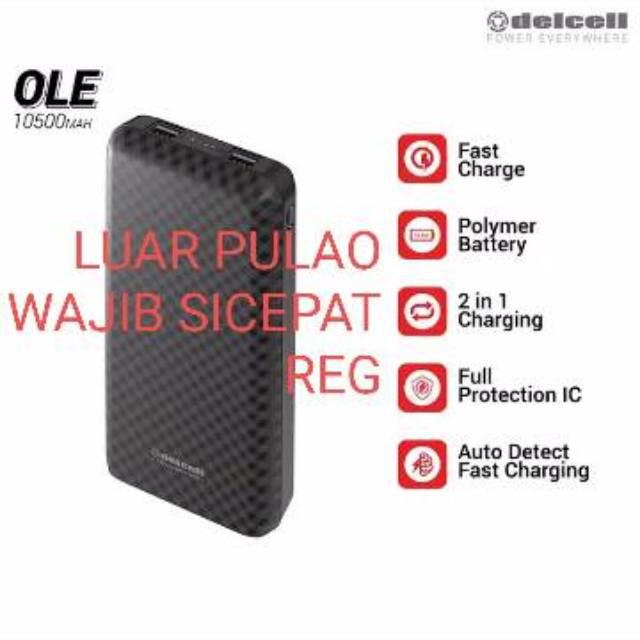 delcell
POWER EVERYWHERE
OLE
10500MAH
Fast
Charge
Polymer
Battery
LUAR PULAO
WAJIB SICEPAT
REG
2 in 1
Charging
Full
Protection IC
Auto Detect
Fast Charging
delcell